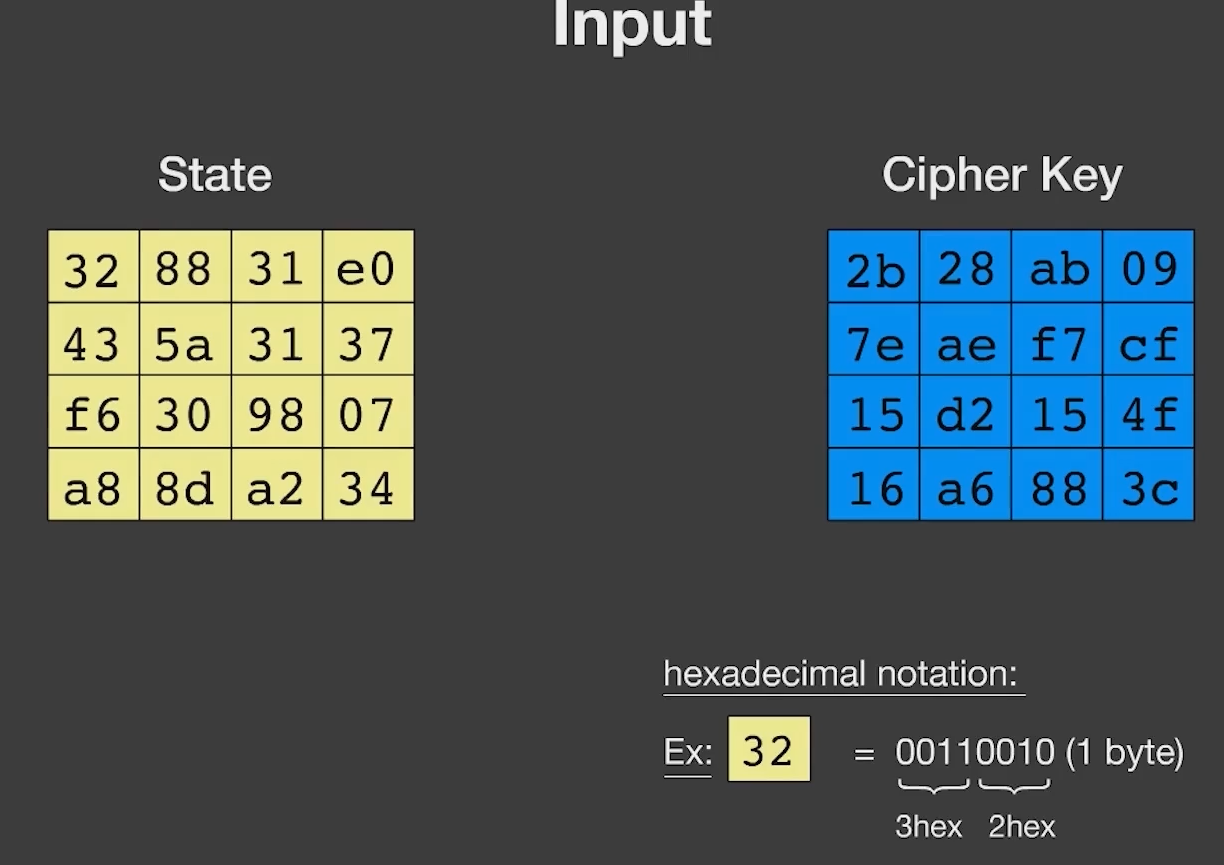 Input
State
Cipher Key
32 88 31 e0
43 5a 31 37
f6 30 98 07
a8 8d a2 34
2b 28 ab 09
7e ae f7 cf
15 d2 15 4f
16 a6 88 3c
hexadecimal notation:
Ex: 32 = 00110010 (1 byte)
3hex 2hex